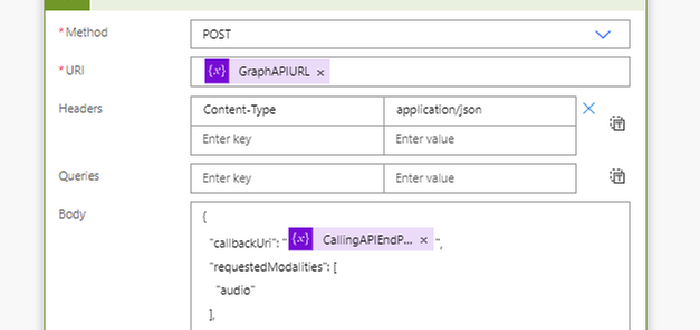 *Method POST
*URI {x} GraphAPIURL ×
Headers Content-Type application/json
Enter key Enter value
Queries Enter key Enter value
Body {
"callbackUri": "{x} CallingAPIEndP... × ",
"requestedModalities": [
"audio"
],